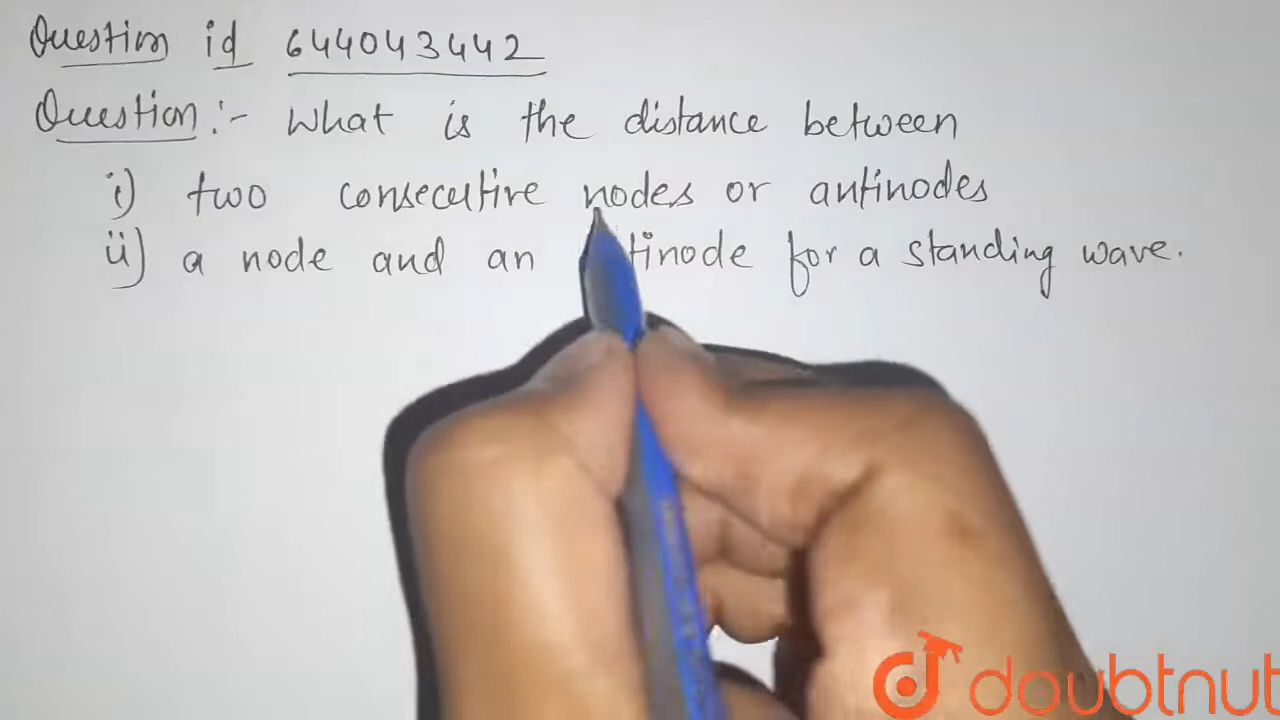 Question id 644043442
Question :- What is the distance between
i) two consecutive nodes or antinodes
ii) a node and an tinode for a standing wave.
doubtnut